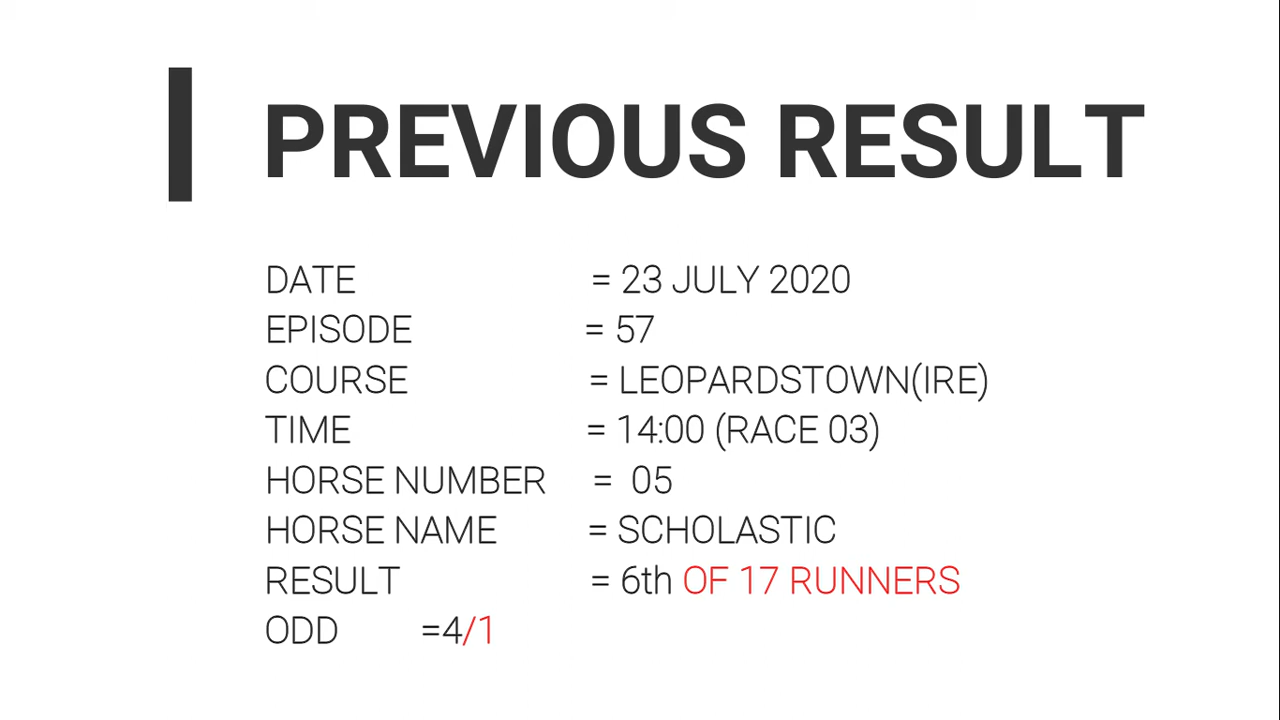 PREVIOUS RESULT
DATE = 23 JULY 2020
EPISODE = 57
COURSE = LEOPARDSTOWN(IRE)
TIME = 14:00 (RACE 03)
HORSE NUMBER = 05
HORSE NAME = SCHOLASTIC
RESULT = 6th OF 17 RUNNERS
ODD =4/1